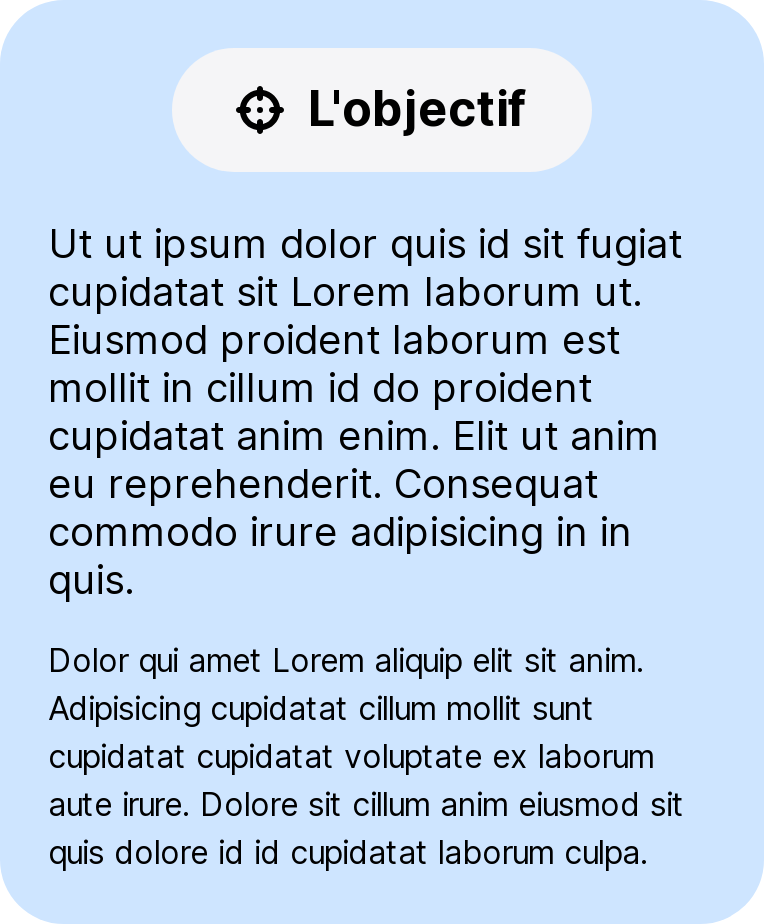 L'objectif
Ut ut ipsum dolor quis id sit fugiat
cupidatat sit Lorem laborum ut.
Eiusmod proident laborum est
mollit in cillum id do proident
cupidatat anim enim. Elit ut anim
eu reprehenderit. Consequat
commodo irure adipisicing in in
quis.
Dolor qui amet Lorem aliquip elit sit anim.
Adipisicing cupidatat cillum mollit sunt
cupidatat cupidatat voluptate ex laborum
aute irure. Dolore sit cillum anim eiusmod sit
quis dolore id id cupidatat laborum culpa.